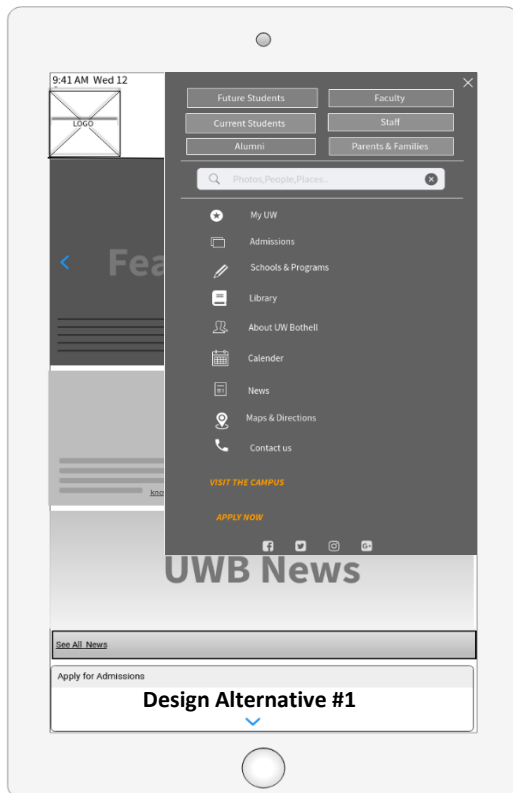 9:41 AM Wed 12
LOGO
Future Students
Faculty
Current Students
Staff
Alumni
Parents & Families
Photos,People,Places..
My UW
Admissions
Schools & Programs
Library
About UW Bothell
Calender
News
Maps & Directions
Contact us
VISIT THE CAMPUS
APPLY NOW
Fea
kno
UWB News
See All News
Apply for Admissions
Design Alternative #1